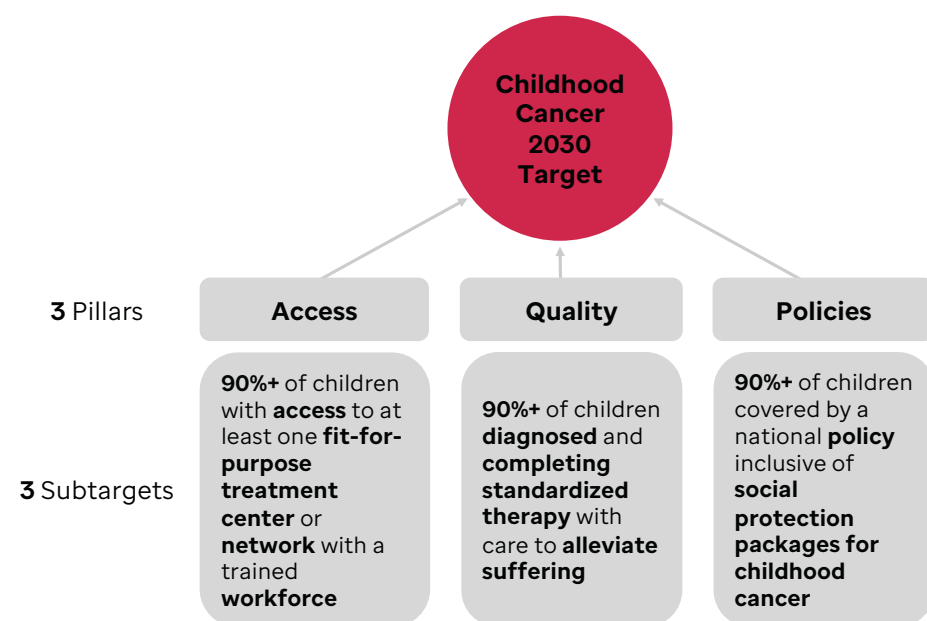 Childhood
Cancer
2030
Target
3 Pillars
Access
Quality
Policies
3 Subtargets
90%+ of children
with access to at
least one fit-for-
purpose
treatment
center or
network with a
trained
workforce
90%+ of children
diagnosed and
completing
standardized
therapy with
care to alleviate
suffering
90%+ of children
covered by a
national policy
inclusive of
social
protection
packages for
childhood
cancer